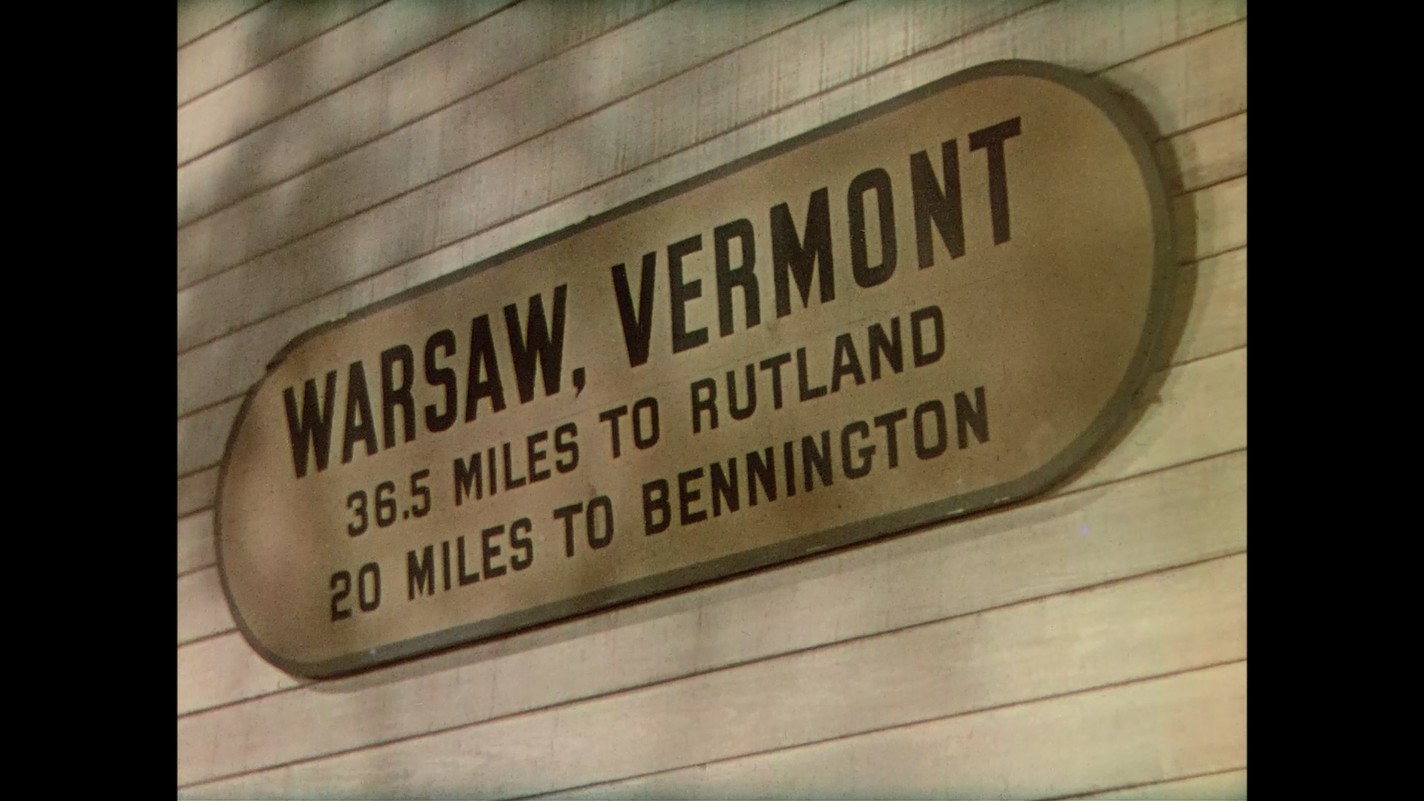 WARSAW, VERMONT
36.5 MILES TO RUTLAND
20 MILES TO BENNINGTON